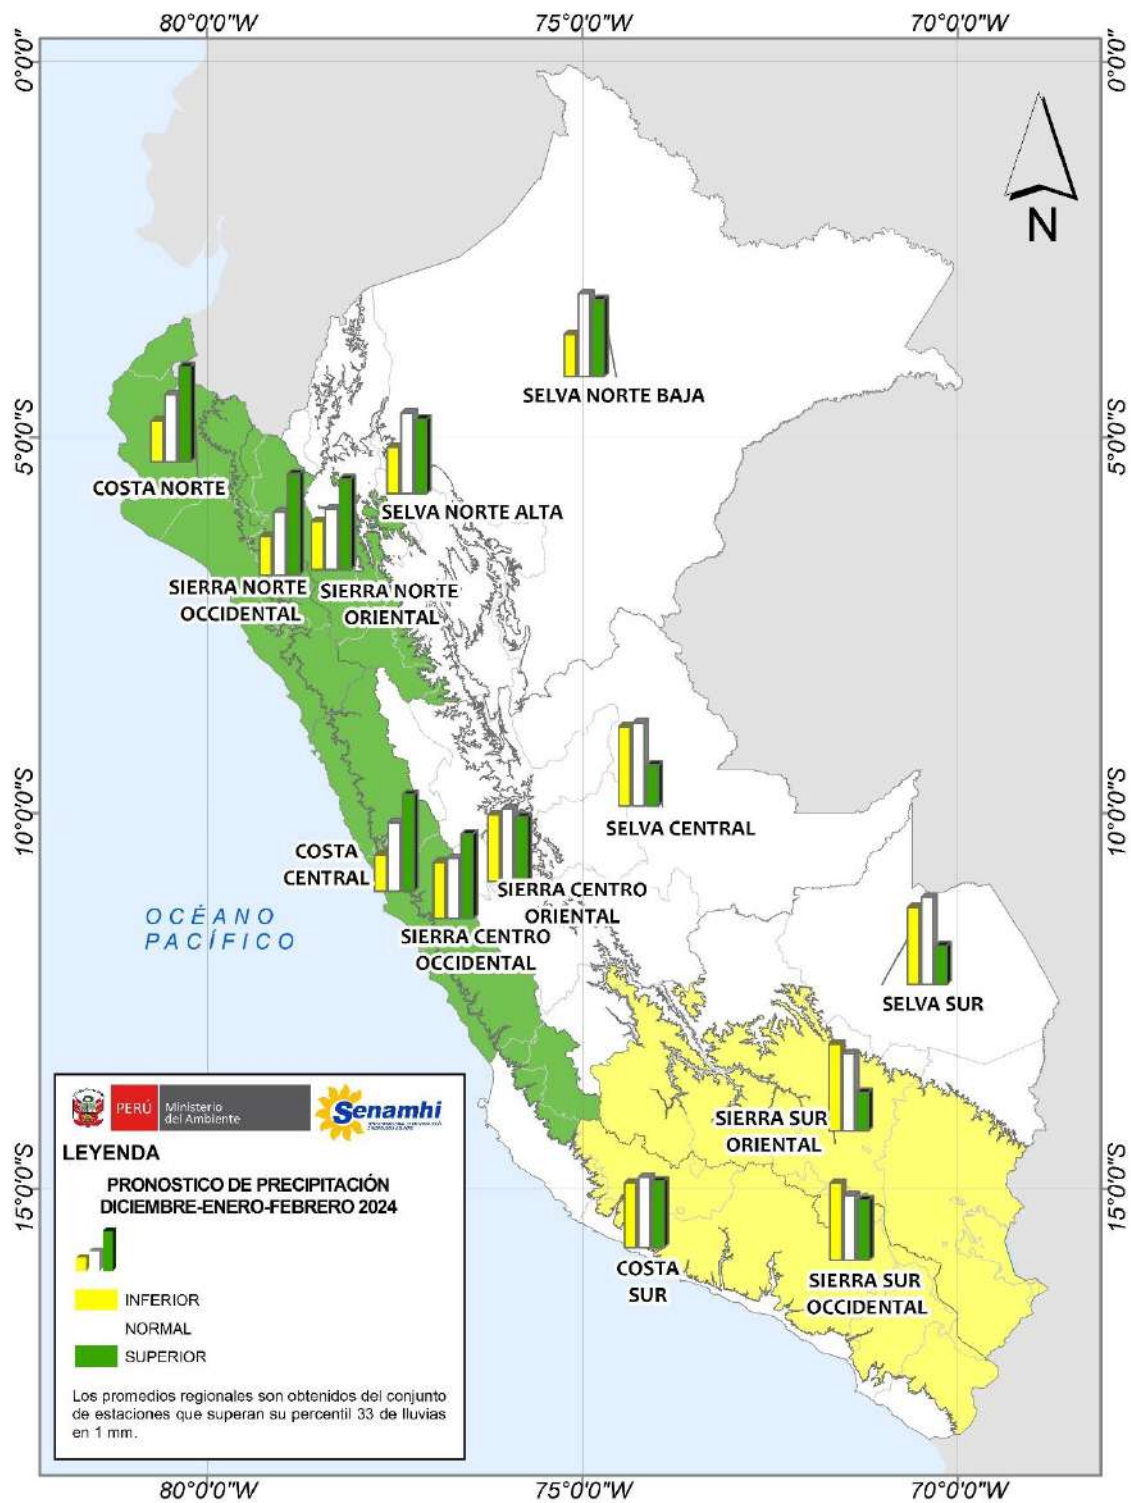 80°0'0"W 75°0'0"W 70°0'0"W
0°0'0" 0°0'0"
N
SELVA NORTE BAJA
5°0'0"S 5°0'0"S
COSTA NORTE
SELVA NORTE ALTA
SIERRA NORTE
OCCIDENTAL
SIERRA NORTE
ORIENTAL
10°0'0"S 10°0'0"S
SELVA CENTRAL
COSTA
CENTRAL
SIERRA CENTRO
ORIENTAL
OCÉANO
PACÍFICO
SIERRA CENTRO
OCCIDENTAL
SELVA SUR
SIERRA SUR
ORIENTAL
15°0'0"S 15°0'0"S
COSTA
SUR
SIERRA SUR
OCCIDENTAL
PERÚ
Ministerio
del Ambiente
Senamhi
LEYENDA
PRONOSTICO DE PRECIPITACIÓN
DICIEMBRE-ENERO-FEBRERO 2024
INFERIOR
NORMAL
SUPERIOR
Los promedios regionales son obtenidos del conjunto
de estaciones que superan su percentil 33 de lluvias
en 1 mm.
80°0'0"W 75°0'0"W 70°0'0"W